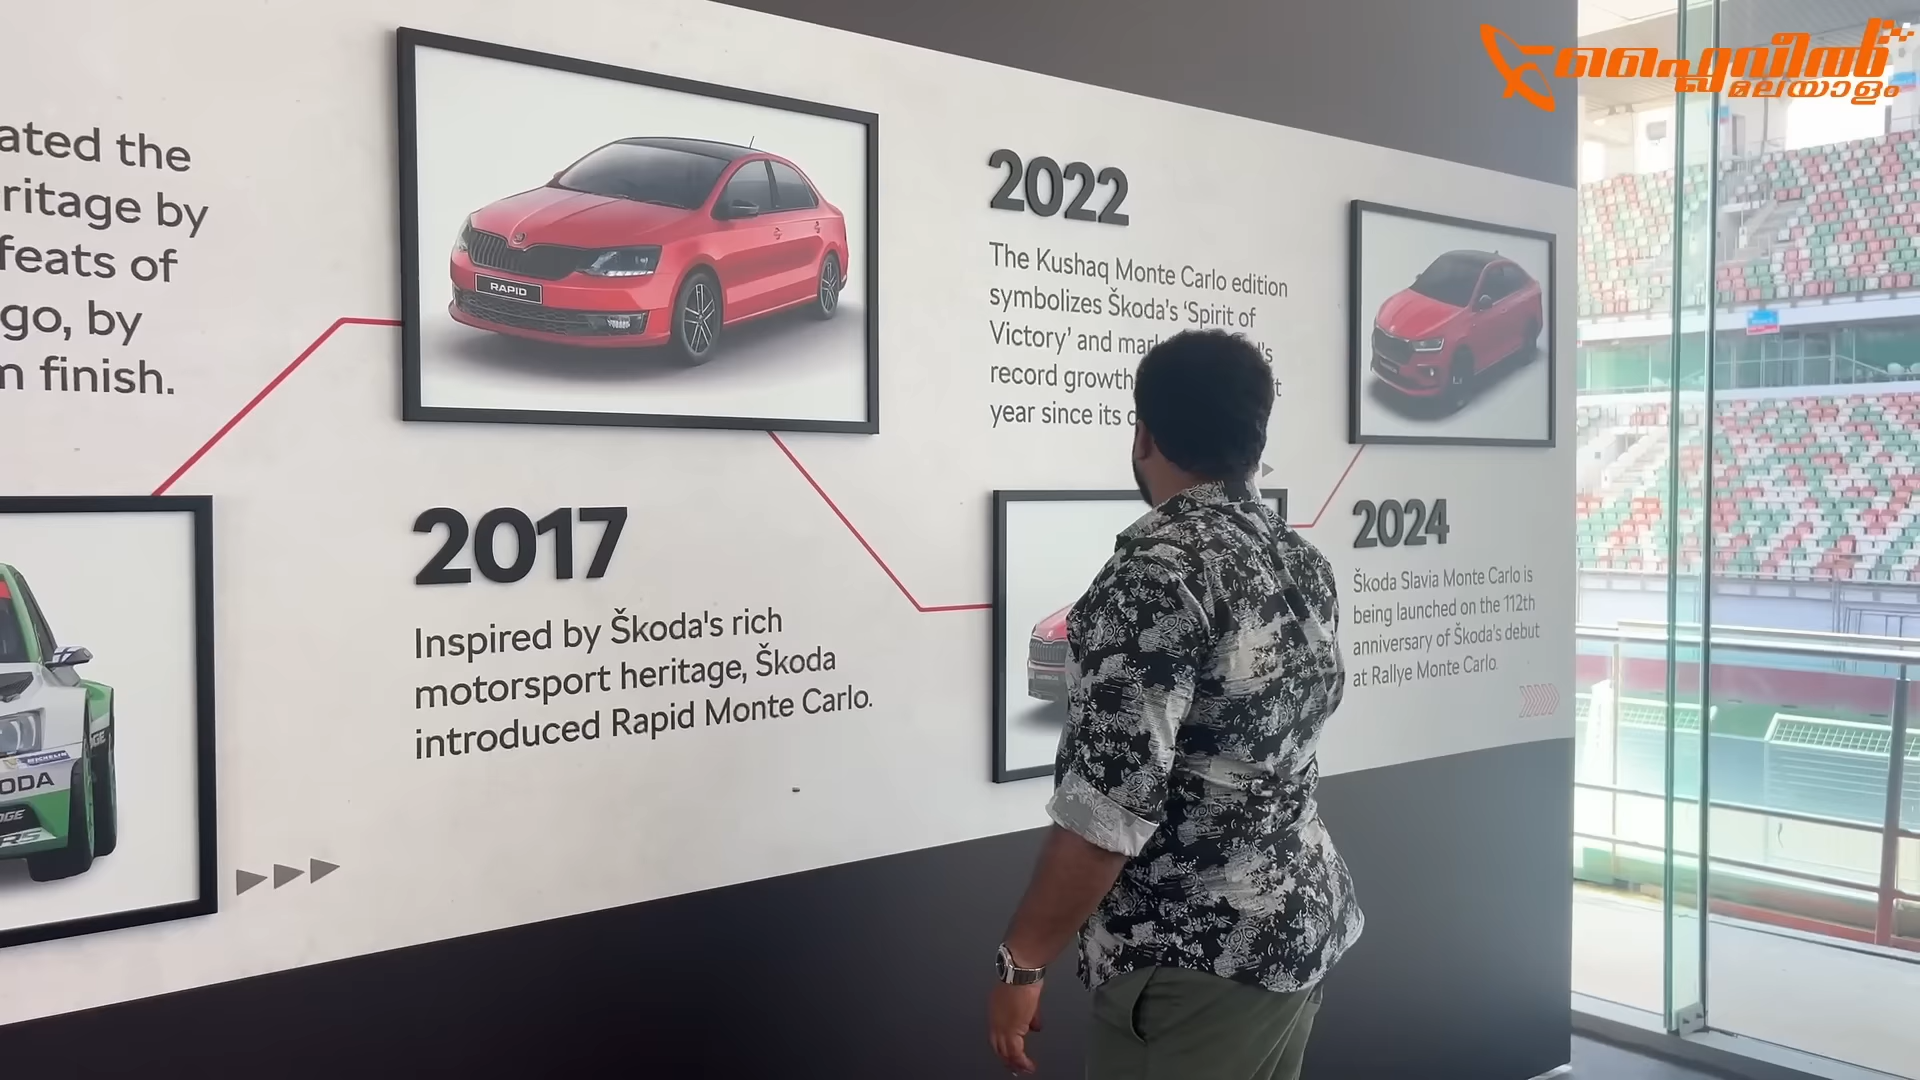 ated the
ritage by
feats of
go, by
m finish.
ODA
RAPID
2017
Inspired by Škoda's rich
motorsport heritage, Škoda
introduced Rapid Monte Carlo.
2022
The Kushaq Monte Carlo edition
symbolizes Škoda's ‘Spirit of
Victory’ and
record growth
year since its
2024
Škoda Slavia Monte Carlo is
being launched on the 112th
anniversary of Škoda's debut
at Rallye Monte Carlo.
ഫ്ലൈവീൽ
മലയാളം